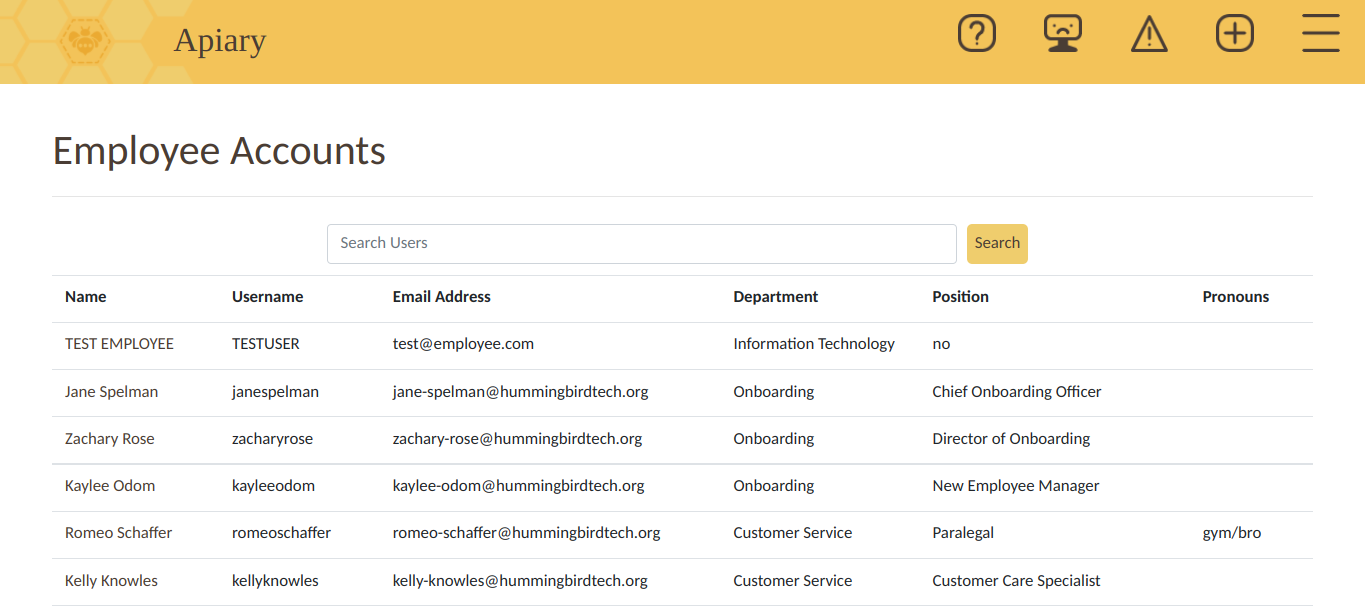 Apiary
Employee Accounts
Search Users Search
Name Username Email Address Department Position Pronouns
TEST EMPLOYEE TESTUSER test@employee.com Information Technology no
Jane Spelman janespelman jane-spelman@hummingbirdtech.org Onboarding Chief Onboarding Officer
Zachary Rose zacharyrose zachary-rose@hummingbirdtech.org Onboarding Director of Onboarding
Kaylee Odom kayleeodom kaylee-odom@hummingbirdtech.org Onboarding New Employee Manager
Romeo Schaffer romeoschaffer romeo-schaffer@hummingbirdtech.org Customer Service Paralegal gym/bro
Kelly Knowles kellyknowles kelly-knowles@hummingbirdtech.org Customer Service Customer Care Specialist